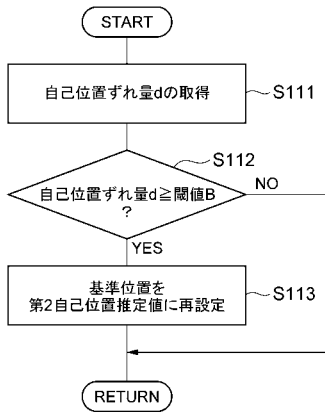 START
自己位置ずれ量dの取得
S111
S112
自己位置ずれ量d≧閾値B
?
NO
YES
基準位置を
第2自己位置推定値に再設定
S113
RETURN